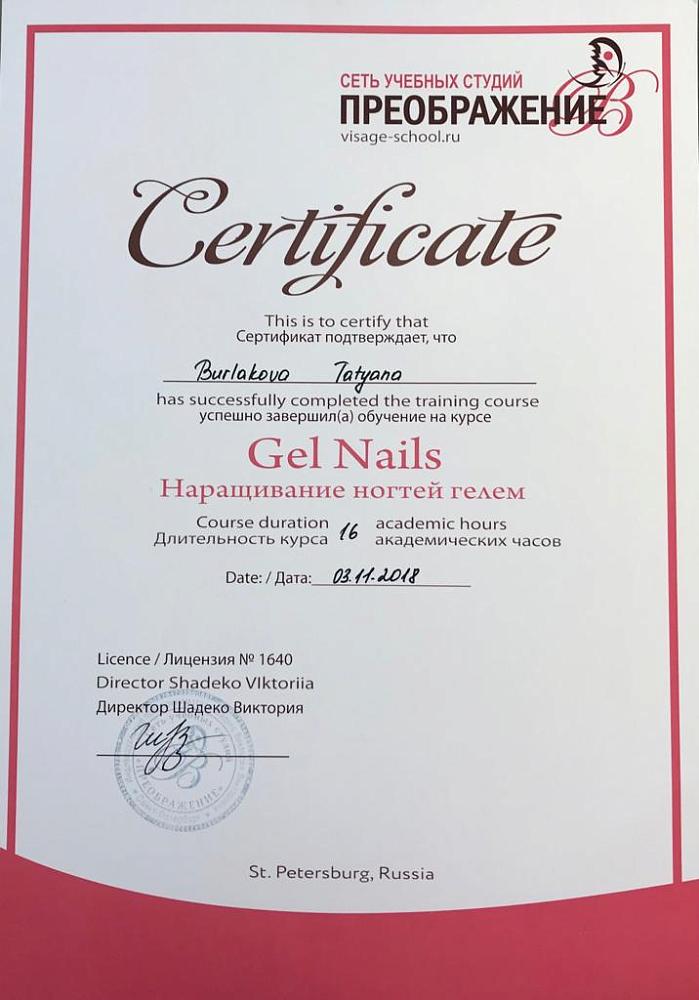 СЕТЬ УЧЕБНЫХ СТУДИЙ
ПРЕОБРАЖЕНИЕ
visage-school.ru
Certificate
This is to certify that
Сертификат подтверждает, что
Burlakova Tatyana
has successfully completed the training course
успешно завершил(а) обучение на курсе
Gel Nails
Наращивание ногтей гелем
Course duration 16 academic hours
Длительность курса академических часов
Date: / Дата: 03.11.2018
Licence / Лицензия № 1640
Director Shadeko VIktoriia
Директор Шадеко Виктория
ПРЕОБРАЖЕНИЕ
St. Petersburg, Russia